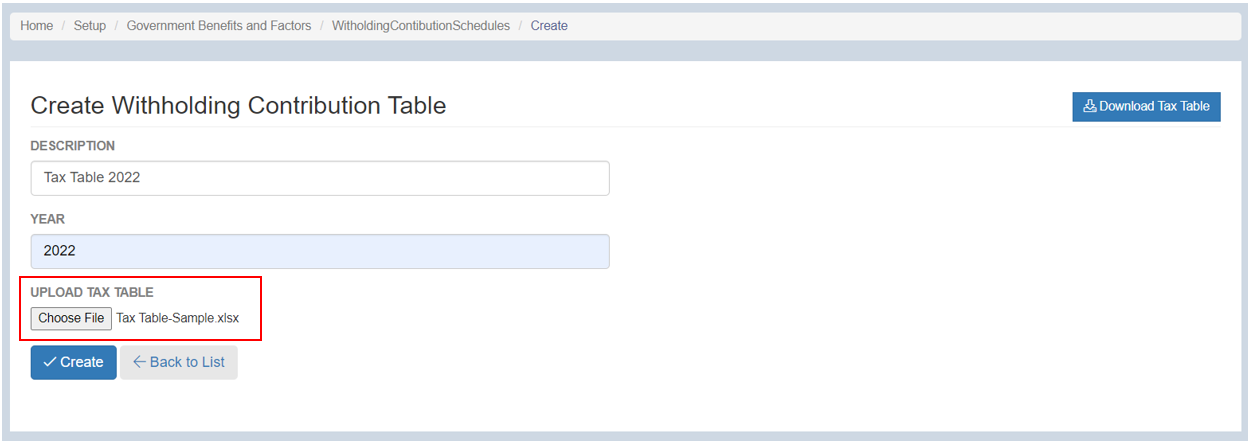 Home / Setup / Government Benefits and Factors / WitholdingContibutionSchedules / Create
Create Withholding Contribution Table
Download Tax Table
DESCRIPTION
Tax Table 2022
YEAR
2022
UPLOAD TAX TABLE
Choose File Tax Table-Sample.xlsx
Create Back to List